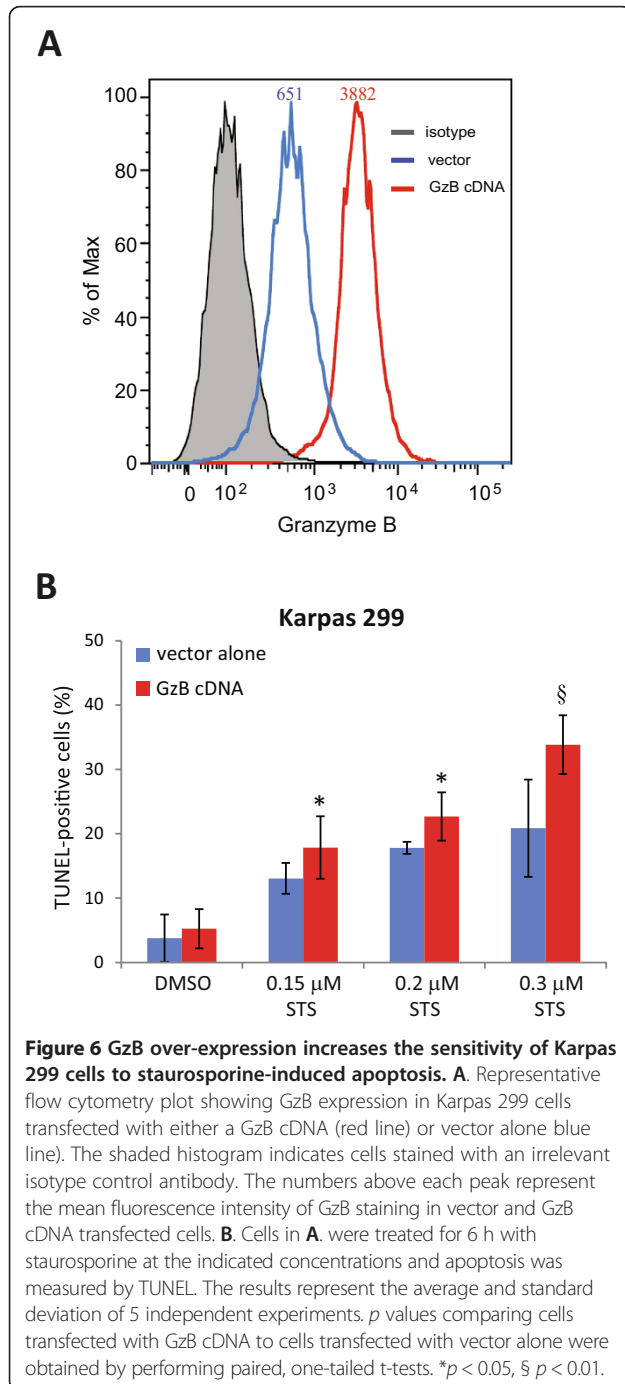 A
100
80
60
40
20
0
% of Max
651
3882
isotype
vector
GzB cDNA
0
10²
10³
10⁴
10⁵
Granzyme B
B
Karpas 299
50
40
30
20
10
0
TUNEL-positive cells (%)
vector alone
GzB cDNA
*
*
§
DMSO
0.15 μM
STS
0.2 μM
STS
0.3 μM
STS
Figure 6 GzB over-expression increases the sensitivity of Karpas
299 cells to staurosporine-induced apoptosis. A. Representative
flow cytometry plot showing GzB expression in Karpas 299 cells
transfected with either a GzB cDNA (red line) or vector alone blue
line). The shaded histogram indicates cells stained with an irrelevant
isotype control antibody. The numbers above each peak represent
the mean fluorescence intensity of GzB staining in vector and GzB
cDNA transfected cells. B. Cells in A. were treated for 6 h with
staurosporine at the indicated concentrations and apoptosis was
measured by TUNEL. The results represent the average and standard
deviation of 5 independent experiments. p values comparing cells
transfected with GzB cDNA to cells transfected with vector alone were
obtained by performing paired, one-tailed t-tests. *p < 0.05, § p < 0.01.